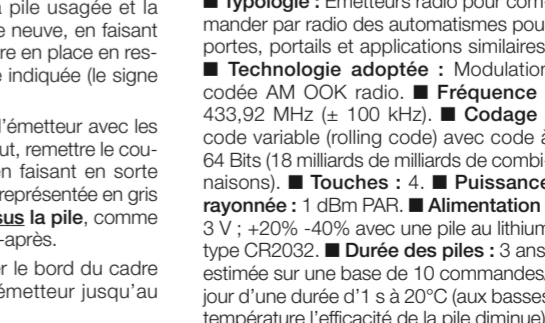 pile usagée et la
neuve, en faisant
re en place en res-
indiquée (le signe
l'émetteur avec les
ut, remettre le cou-
en faisant en sorte
représentée en gris
sus la pile, comme
-après.
er le bord du cadre
émetteur jusqu'au
■ Typologie : Émetteurs radio pour com-
mander par radio des automatismes pou
portes, portails et applications similaires
■ Technologie adoptée : Modulation
codée AM OOK radio. ■ Fréquence
433,92 MHz (± 100 kHz). ■ Codage
code variable (rolling code) avec code à
64 Bits (18 milliards de milliards de combi-
naisons). ■ Touches : 4. ■ Puissance
rayonnée : 1 dBm PAR. ■ Alimentation
3 V ; +20% -40% avec une pile au lithium
type CR2032. ■ Durée des piles : 3 ans
estimée sur une base de 10 commandes/
jour d'une durée d'1 s à 20°C (aux basses
température l'efficacité de la pile diminue)